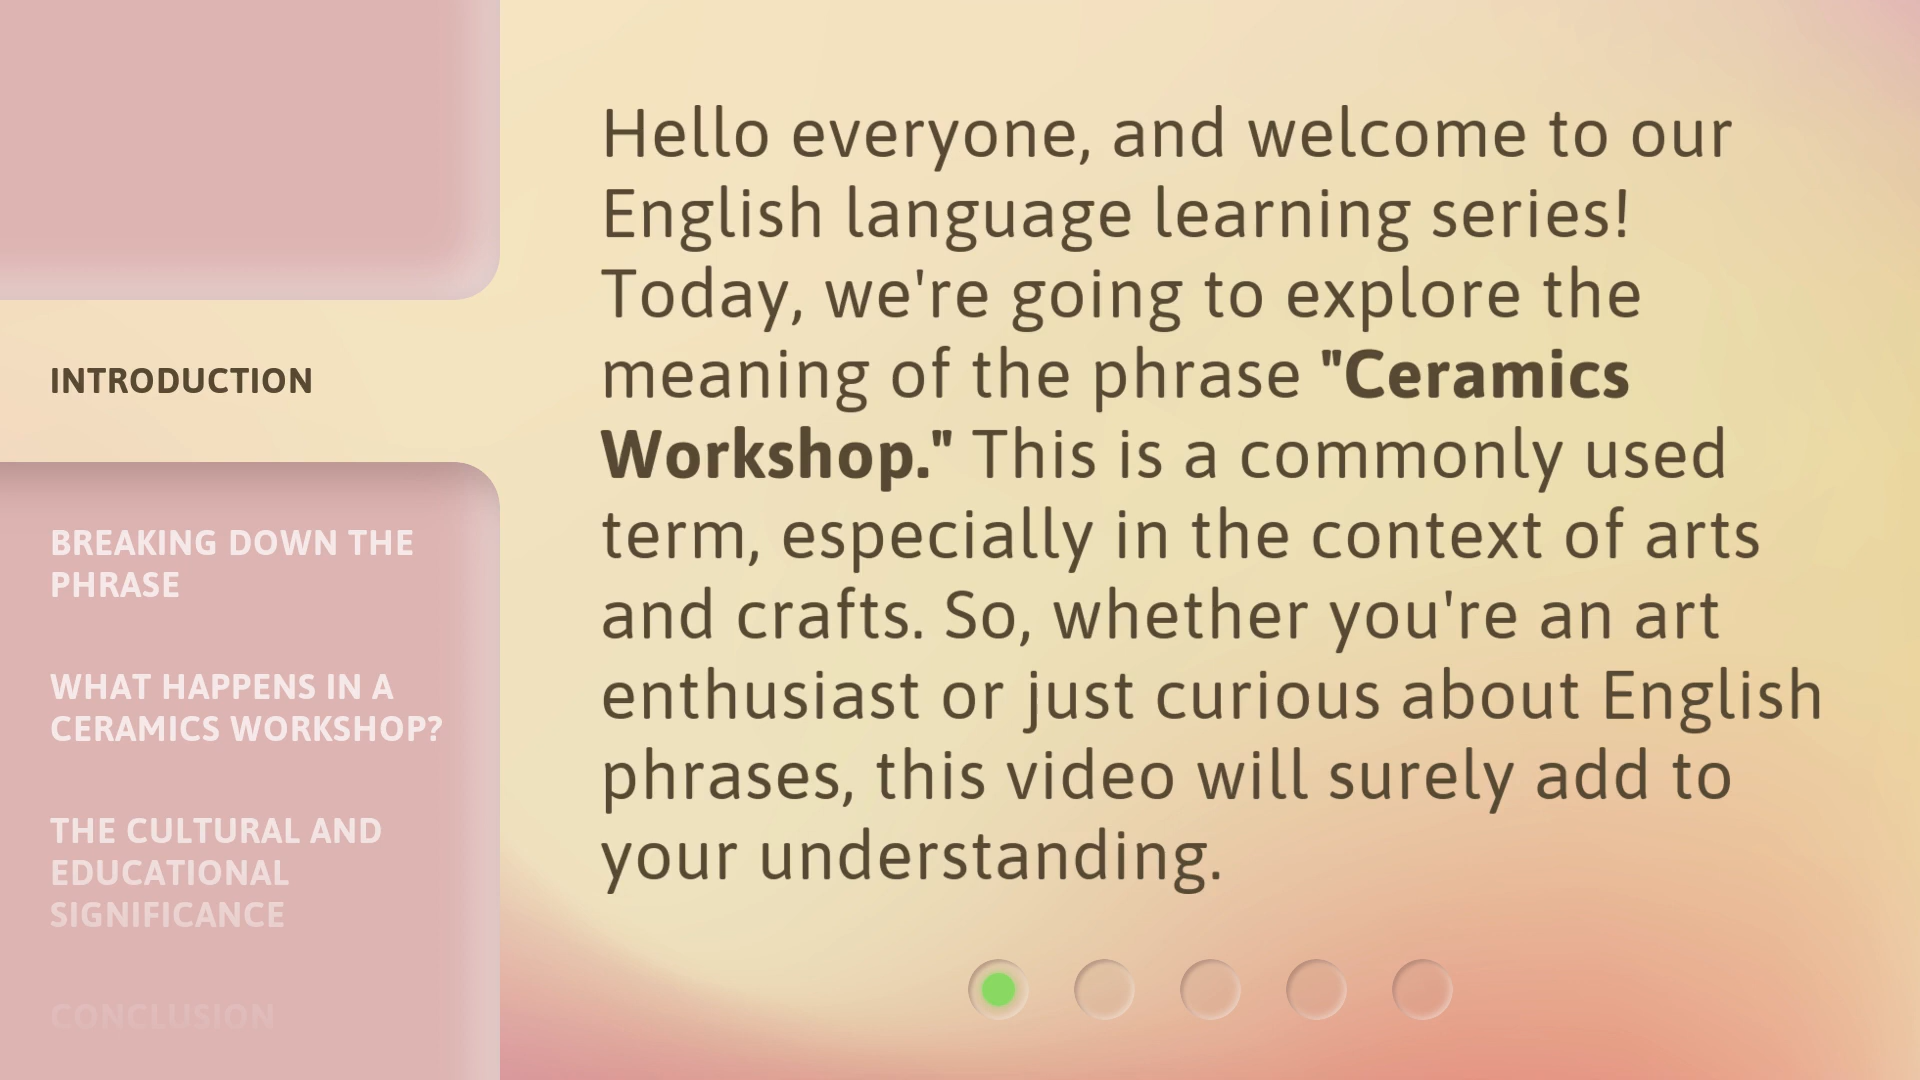 INTRODUCTION
BREAKING DOWN THE
PHRASE
WHAT HAPPENS IN A
CERAMICS WORKSHOP?
THE CULTURAL AND
EDUCATIONAL
SIGNIFICANCE
CONCLUSION
Hello everyone, and welcome to our
English language learning series!
Today, we're going to explore the
meaning of the phrase "Ceramics
Workshop." This is a commonly used
term, especially in the context of arts
and crafts. So, whether you're an art
enthusiast or just curious about English
phrases, this video will surely add to
your understanding.